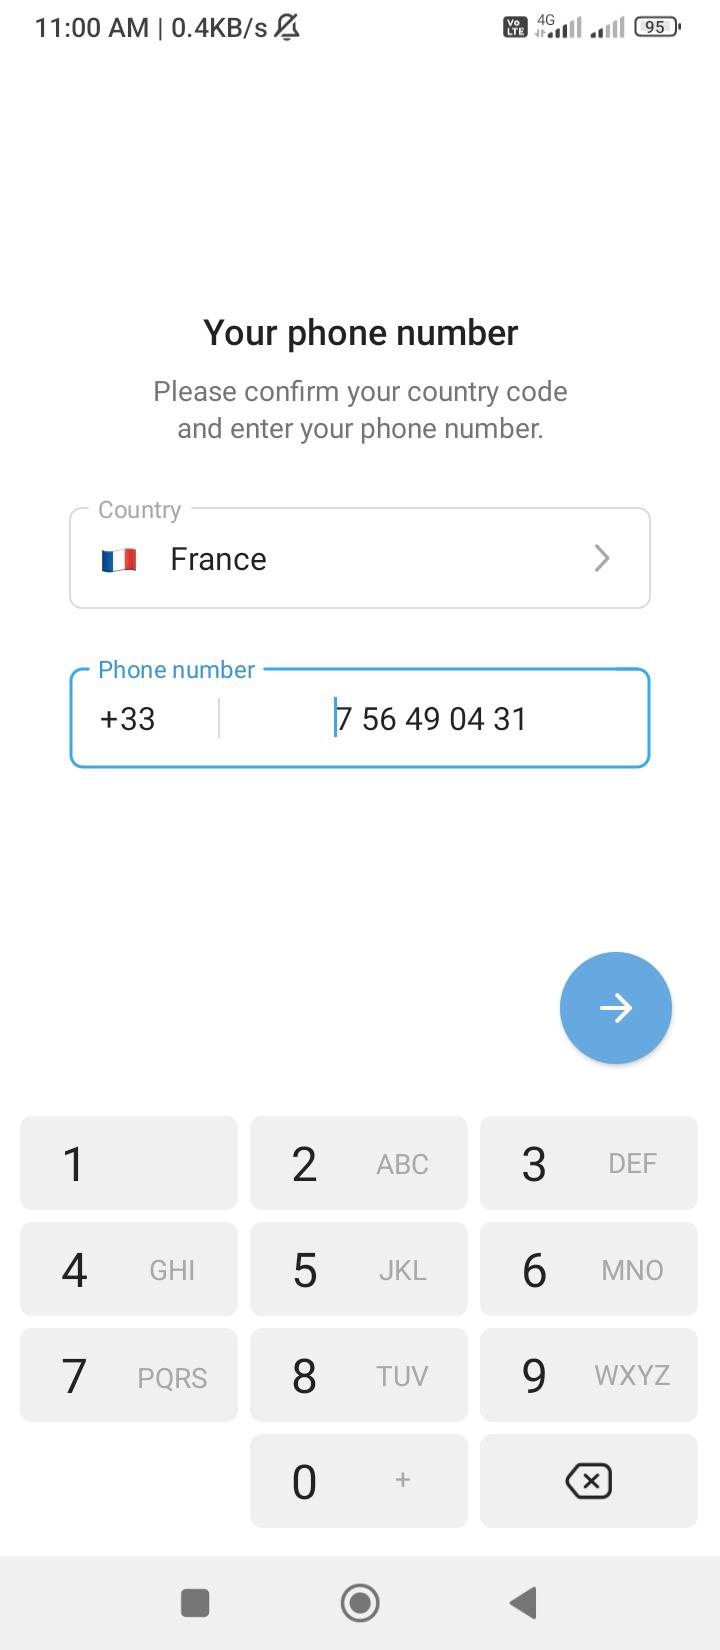 11:00 AM | 0.4KB/s
Vo LTE 4G 95
Your phone number
Please confirm your country code
and enter your phone number.
Country
France
Phone number
+33 7 56 49 04 31
1 2 ABC 3 DEF
4 GHI 5 JKL 6 MNO
7 PQRS 8 TUV 9 WXYZ
0 +